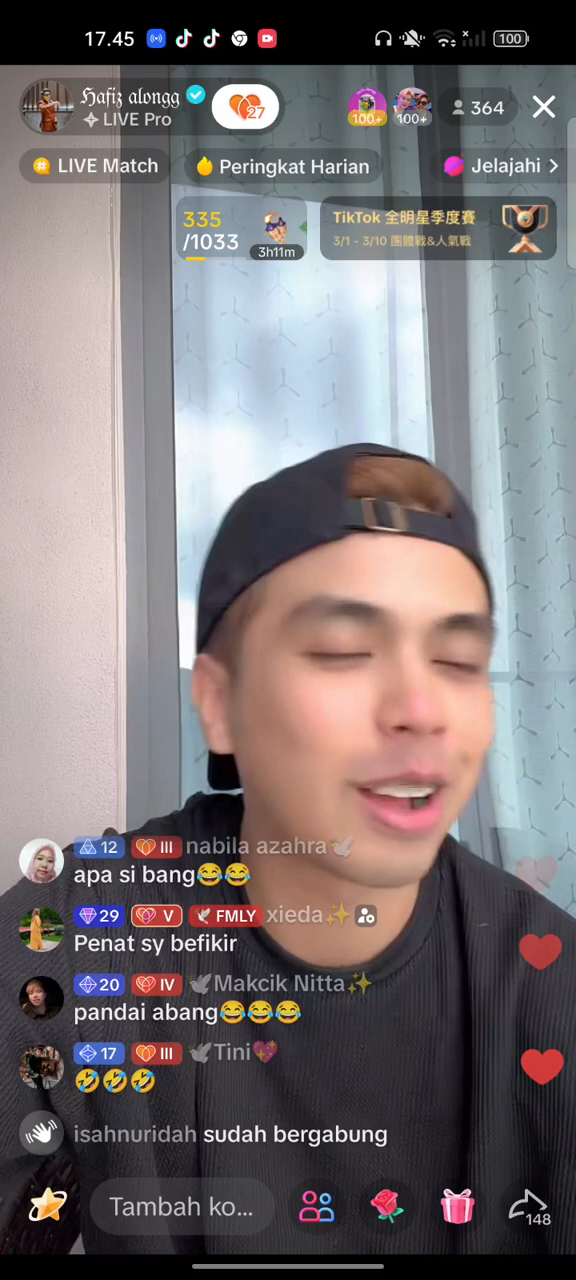 17.45
100
ℌafiz alongg
LIVE Pro
27
100+
100+
364
LIVE Match
Peringkat Harian
Jelajahi >
335
/1033
3h11m
TikTok 全明星季度賽
3/1 - 3/10 團體戰&人氣戰
12 III nabila azahra🕊
apa si bang😂😂
29 V FMLY xieda✨
Penat sy befikir
20 IV 🕊Makcik Nitta✨
pandai abang😂😂😂
17 III 🕊Tini💖
🤣🤣🤣
isahnuridah sudah bergabung
Tambah ko...
148